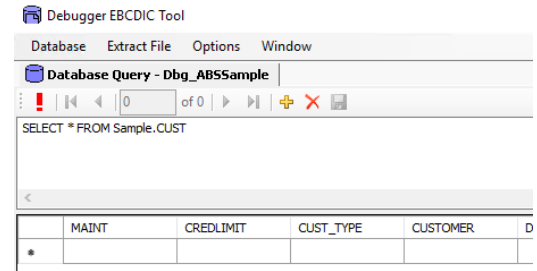 Debugger EBCDIC Tool
Database Extract File Options Window
Database Query - Dbg_ABSSample
0 of 0
SELECT * FROM Sample.CUST
MAINT CREDLIMIT CUST_TYPE CUSTOMER D
*